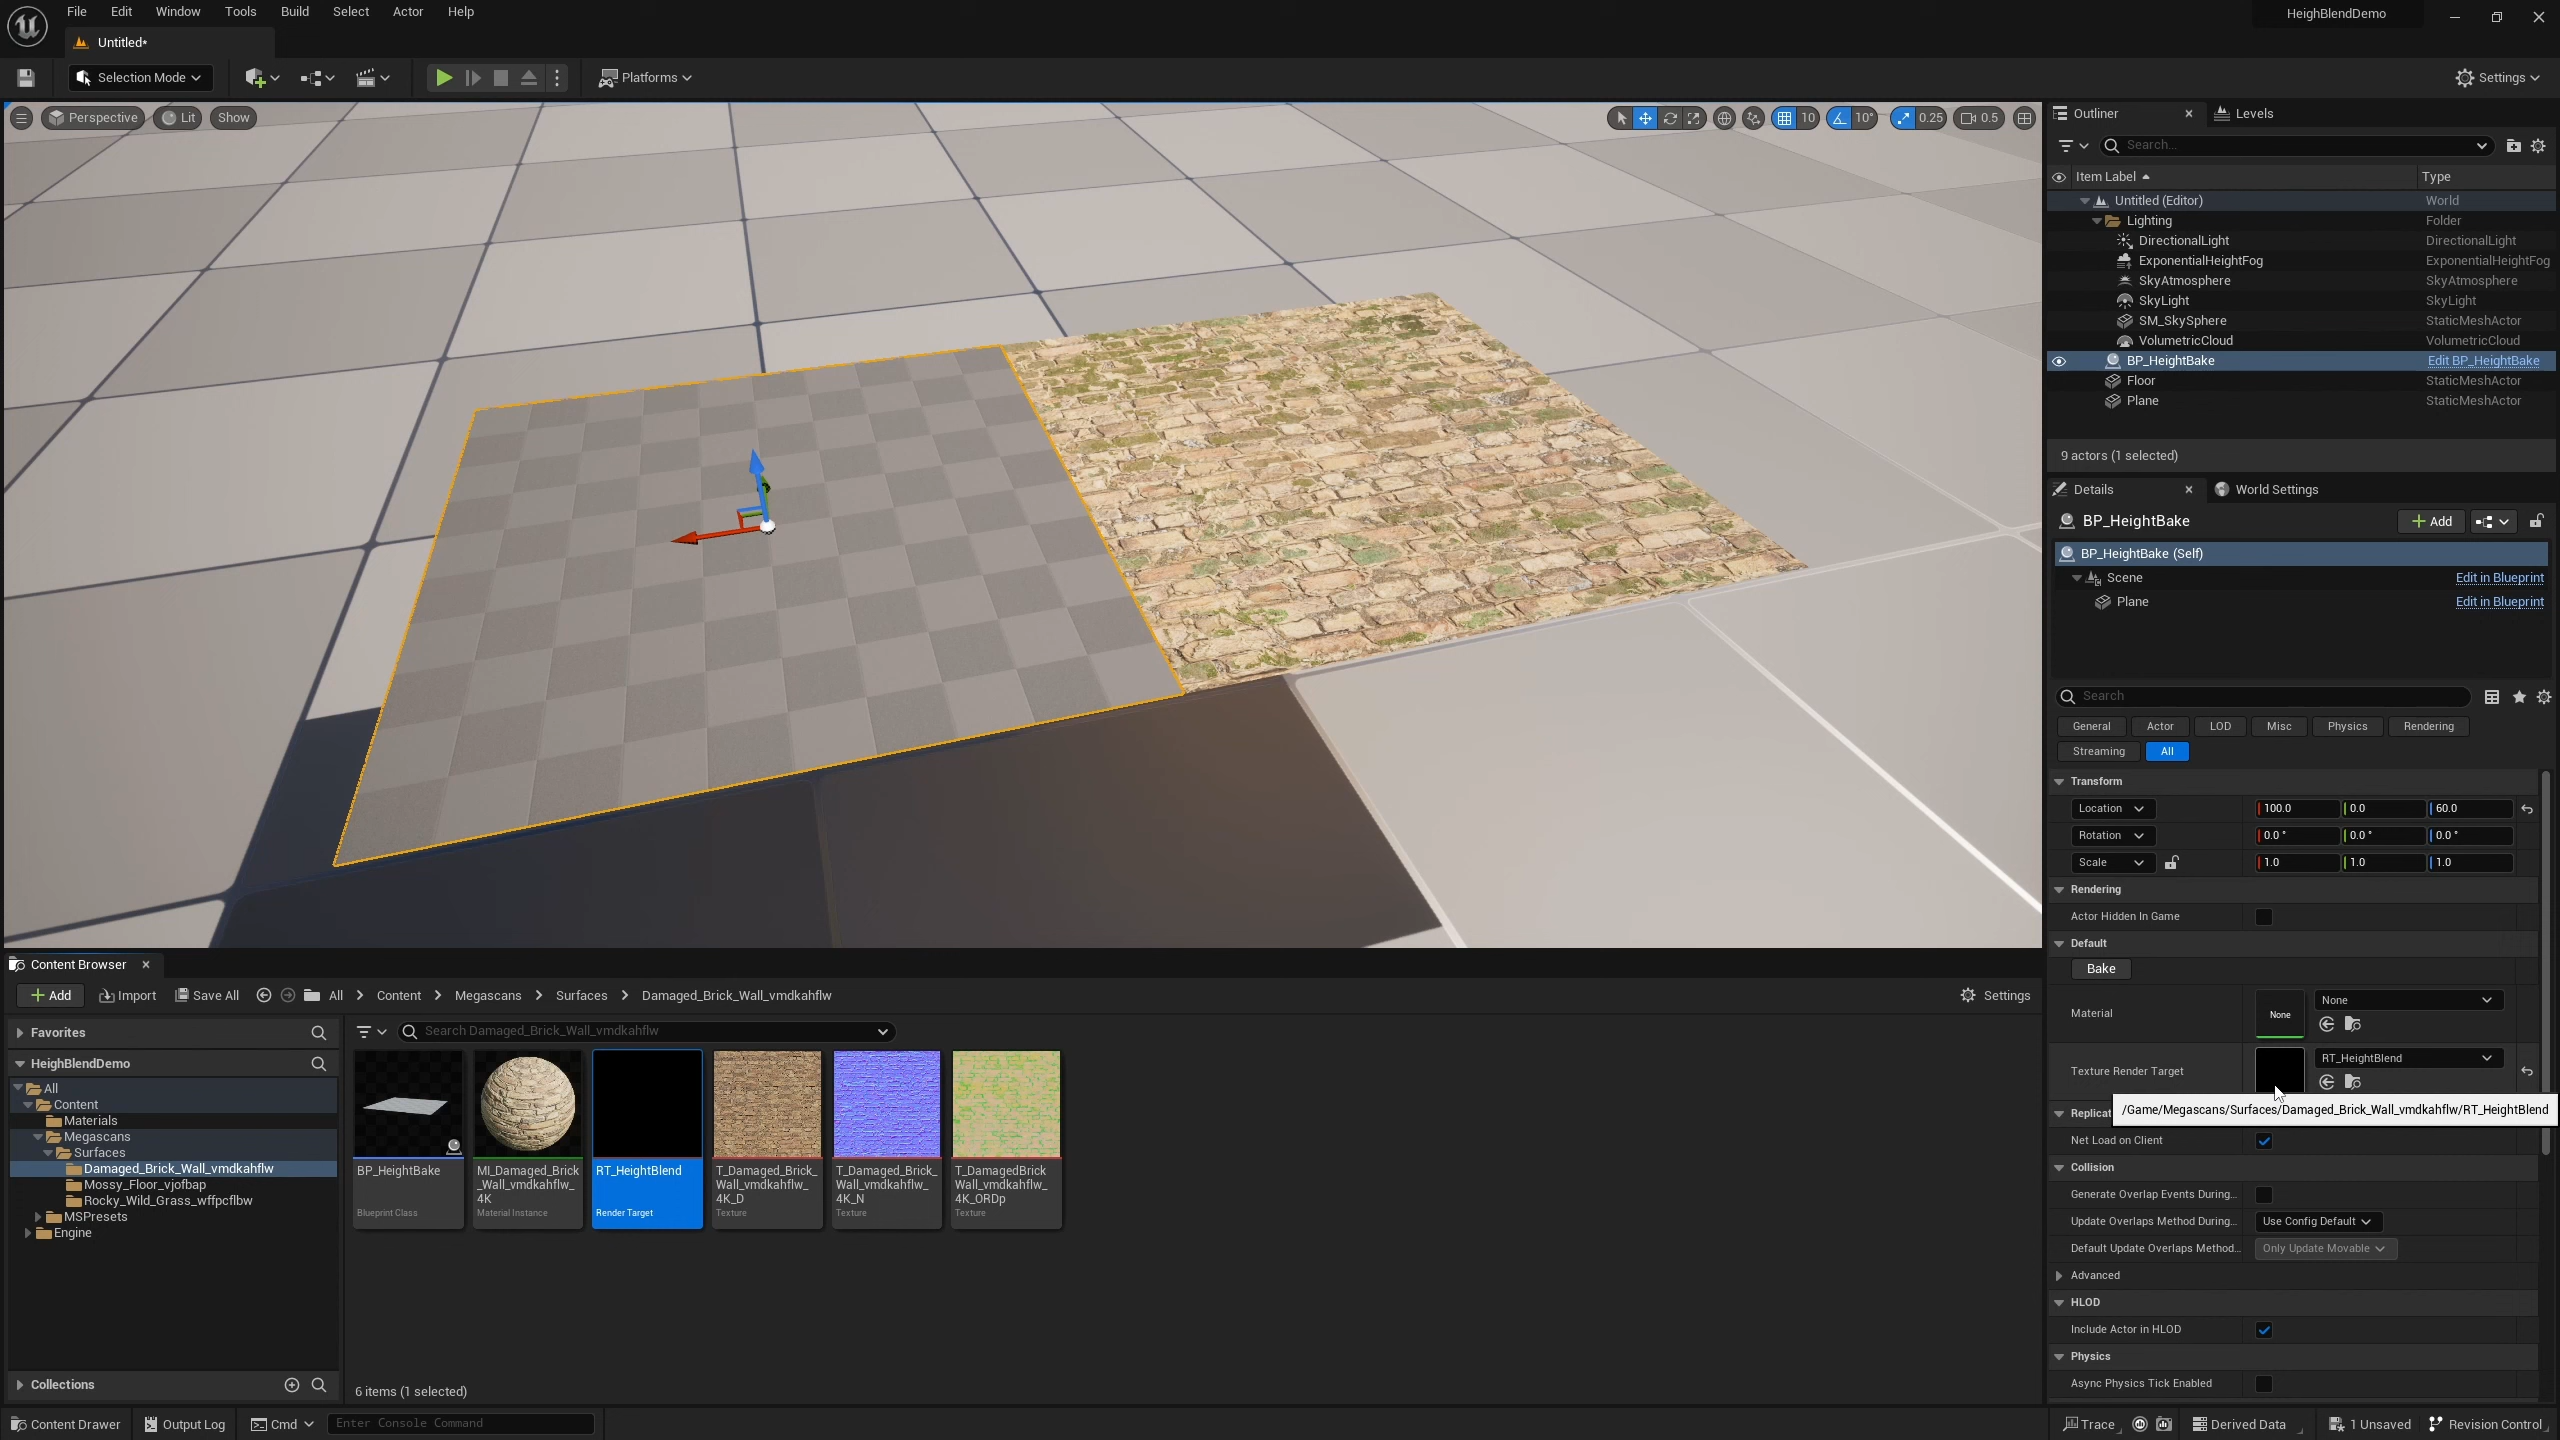 File Edit Window Tools Build Select Actor Help
HeighBlendDemo
Untitled*
Selection Mode
Platforms
Settings
Perspective
Lit
Show
10
10°
0.25
0.5
Outliner
Levels
Search...
Item Label
Type
Untitled (Editor) World
Lighting Folder
DirectionalLight DirectionalLight
ExponentialHeightFog ExponentialHeightFog
SkyAtmosphere SkyAtmosphere
SkyLight SkyLight
SM_SkySphere StaticMeshActor
VolumetricCloud VolumetricCloud
BP_HeightBake Edit BP_HeightBake
Floor StaticMeshActor
Plane StaticMeshActor
9 actors (1 selected)
Details
World Settings
BP_HeightBake
Add
BP_HeightBake (Self)
Scene Edit in Blueprint
Plane Edit in Blueprint
Search
General Actor LOD Misc Physics Rendering
Streaming All
Transform
Location 100.0 0.0 60.0
Rotation 0.0 ° 0.0 ° 0.0 °
Scale 1.0 1.0 1.0
Rendering
Actor Hidden In Game
Default
Bake
Material None None
Texture Render Target RT_HeightBlend
Replicat
/Game/Megascans/Surfaces/Damaged_Brick_Wall_vmdkahflw/RT_HeightBlend
Net Load on Client
Collision
Generate Overlap Events During...
Update Overlaps Method During... Use Config Default
Default Update Overlaps Method... Only Update Movable
Advanced
HLOD
Include Actor in HLOD
Physics
Async Physics Tick Enabled
Content Browser
Add
Import
Save All
All
Content
Megascans
Surfaces
Damaged_Brick_Wall_vmdkahflw
Settings
Favorites
Search Damaged_Brick_Wall_vmdkahflw
HeighBlendDemo
All
Content
Materials
Megascans
Surfaces
Damaged_Brick_Wall_vmdkahflw
Mossy_Floor_vjofbap
Rocky_Wild_Grass_wffpcflbw
MSPresets
Engine
Collections
BP_HeightBake
Blueprint Class
MI_Damaged_Brick
_Wall_vmdkahflw_
4K
Material Instance
RT_HeightBlend
Render Target
T_Damaged_Brick_
Wall_vmdkahflw_
4K_D
Texture
T_Damaged_Brick_
Wall_vmdkahflw_
4K_N
Texture
T_DamagedBrick
Wall_vmdkahflw_
4K_ORDp
Texture
6 items (1 selected)
Content Drawer
Output Log
Cmd
Enter Console Command
Trace
Derived Data
1 Unsaved
Revision Control